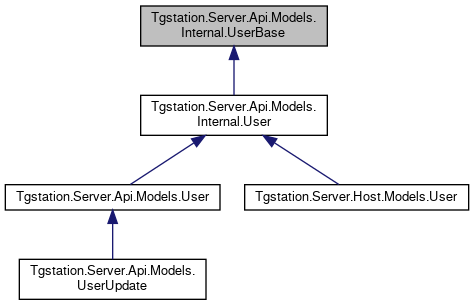 Tgstation.Server.Api.Models.
Internal.UserBase
Tgstation.Server.Api.Models.
Internal.User
Tgstation.Server.Api.Models.User
Tgstation.Server.Host.Models.User
Tgstation.Server.Api.Models.
UserUpdate